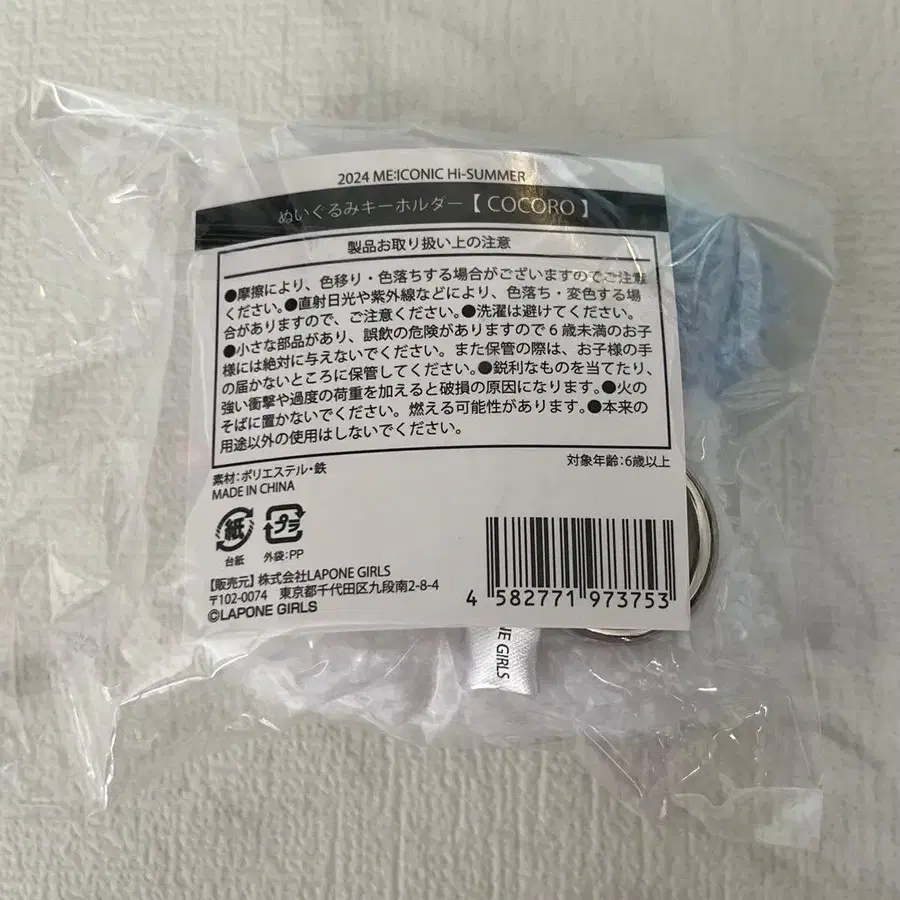 2024 ME:ICONIC Hi-SUMMER
ぬいぐるみキーホルダー【 COCORO 】
製品お取り扱い上の注意
●摩擦により、色移り・色落ちする場合がございますのでご注意
ください。●直射日光や紫外線などにより、色落ち・変色する場
合がありますので、ご注意ください。●洗濯は避けてください。
●小さな部品があり、誤飲の危険がありますので6歳未満のお子
様には絶対に与えないでください。また保管の際は、お子様の手
の届かないところに保管してください。●鋭利なものを当てたり、
強い衝撃や過度の荷重を加えると破損の原因になります。●火の
そばに置かないでください。燃える可能性があります。●本来の
用途以外の使用はしないでください。
対象年齢:6歳以上
素材:ポリエステル・鉄
MADE IN CHINA
紙
プラ
台紙
外袋:PP
【販売元】株式会社LAPONE GIRLS
〒102-0074 東京都千代田区九段南2-8-4
©LAPONE GIRLS
4 582771 973753
NE GIRLS